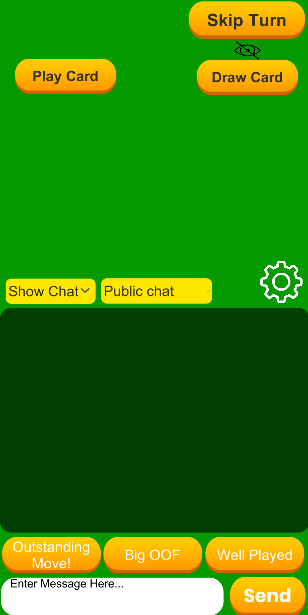 Skip Turn
Play Card
Draw Card
Show Chat
Public chat
Outstanding
Move!
Big OOF
Well Played
Enter Message Here...
Send